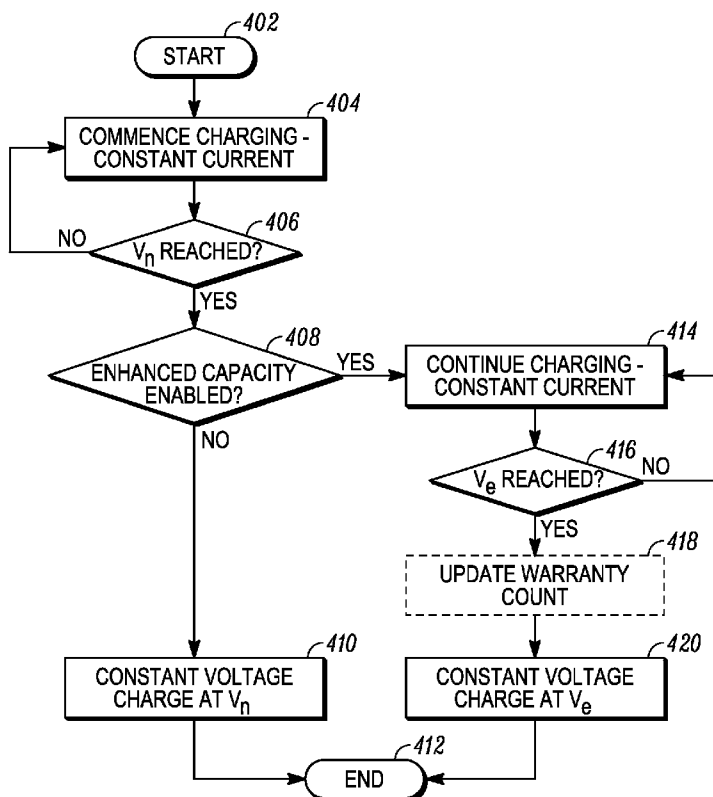 402
START
404
COMMENCE CHARGING -
CONSTANT CURRENT
406
NO
Vn REACHED?
YES
408
ENHANCED CAPACITY
ENABLED?
YES
NO
414
CONTINUE CHARGING -
CONSTANT CURRENT
416
Ve REACHED?
NO
YES
418
UPDATE WARRANTY
COUNT
410
CONSTANT VOLTAGE
CHARGE AT Vn
420
CONSTANT VOLTAGE
CHARGE AT Ve
412
END